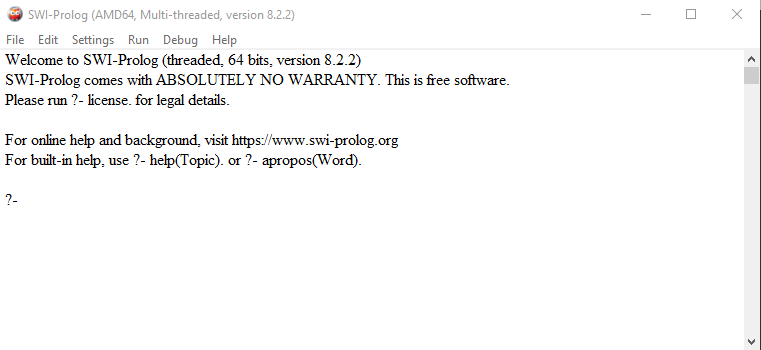 SWI-Prolog (AMD64, Multi-threaded, version 8.2.2)
File Edit Settings Run Debug Help
Welcome to SWI-Prolog (threaded, 64 bits, version 8.2.2)
SWI-Prolog comes with ABSOLUTELY NO WARRANTY. This is free software.
Please run ?- license. for legal details.
For online help and background, visit https://www.swi-prolog.org
For built-in help, use ?- help(Topic). or ?- apropos(Word).
?-